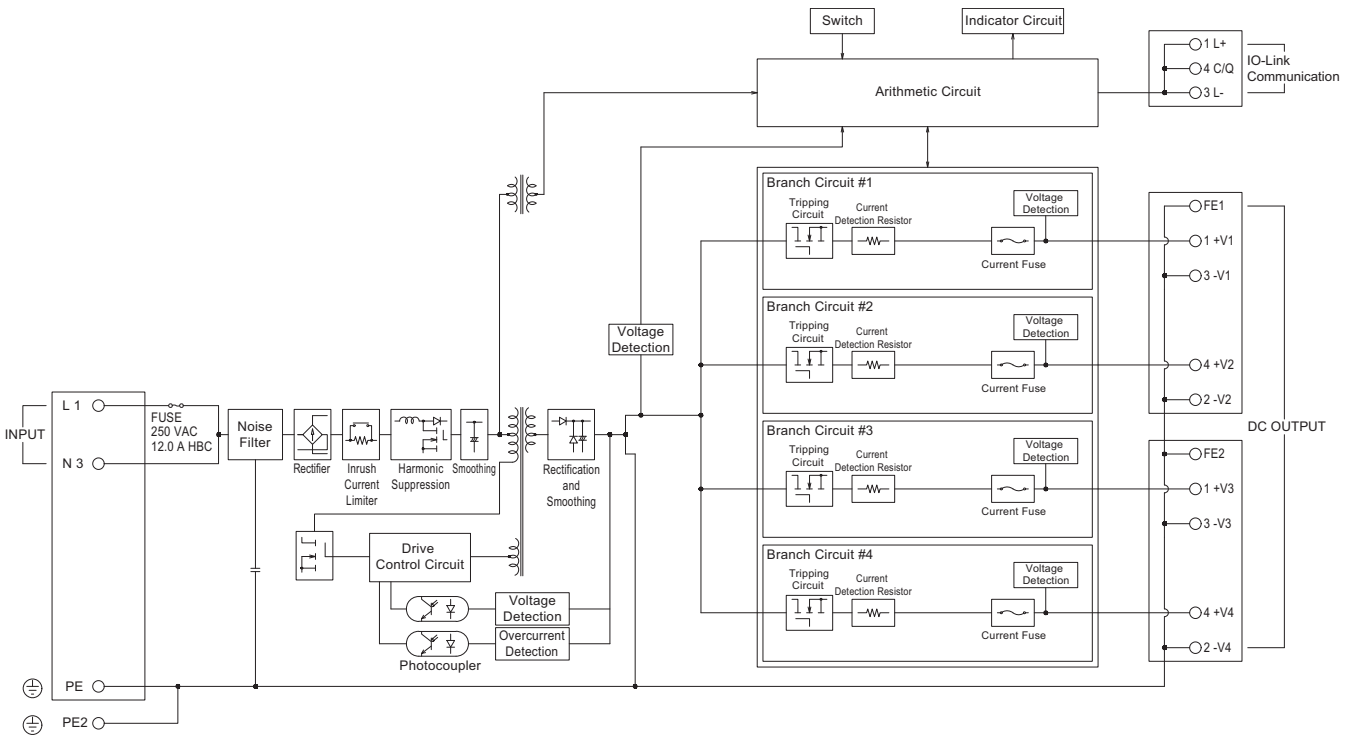 Switch
Indicator Circuit
1 L+
4 C/Q
3 L-
IO-Link
Communication
Arithmetic Circuit
Branch Circuit #1
Tripping
Circuit
Current
Detection Resistor
Voltage
Detection
Current Fuse
FE1
1 +V1
3 -V1
Branch Circuit #2
Tripping
Circuit
Current
Detection Resistor
Voltage
Detection
Current Fuse
4 +V2
2 -V2
Voltage
Detection
DC OUTPUT
INPUT
L 1
N 3
FUSE
250 VAC
12.0 A HBC
Noise
Filter
Rectifier
Inrush
Current
Limiter
Harmonic
Suppression
Smoothing
Rectification
and
Smoothing
Branch Circuit #3
Tripping
Circuit
Current
Detection Resistor
Voltage
Detection
Current Fuse
FE2
1 +V3
3 -V3
Drive
Control Circuit
Voltage
Detection
Overcurrent
Detection
Photocoupler
Branch Circuit #4
Tripping
Circuit
Current
Detection Resistor
Voltage
Detection
Current Fuse
4 +V4
2 -V4
PE
PE2